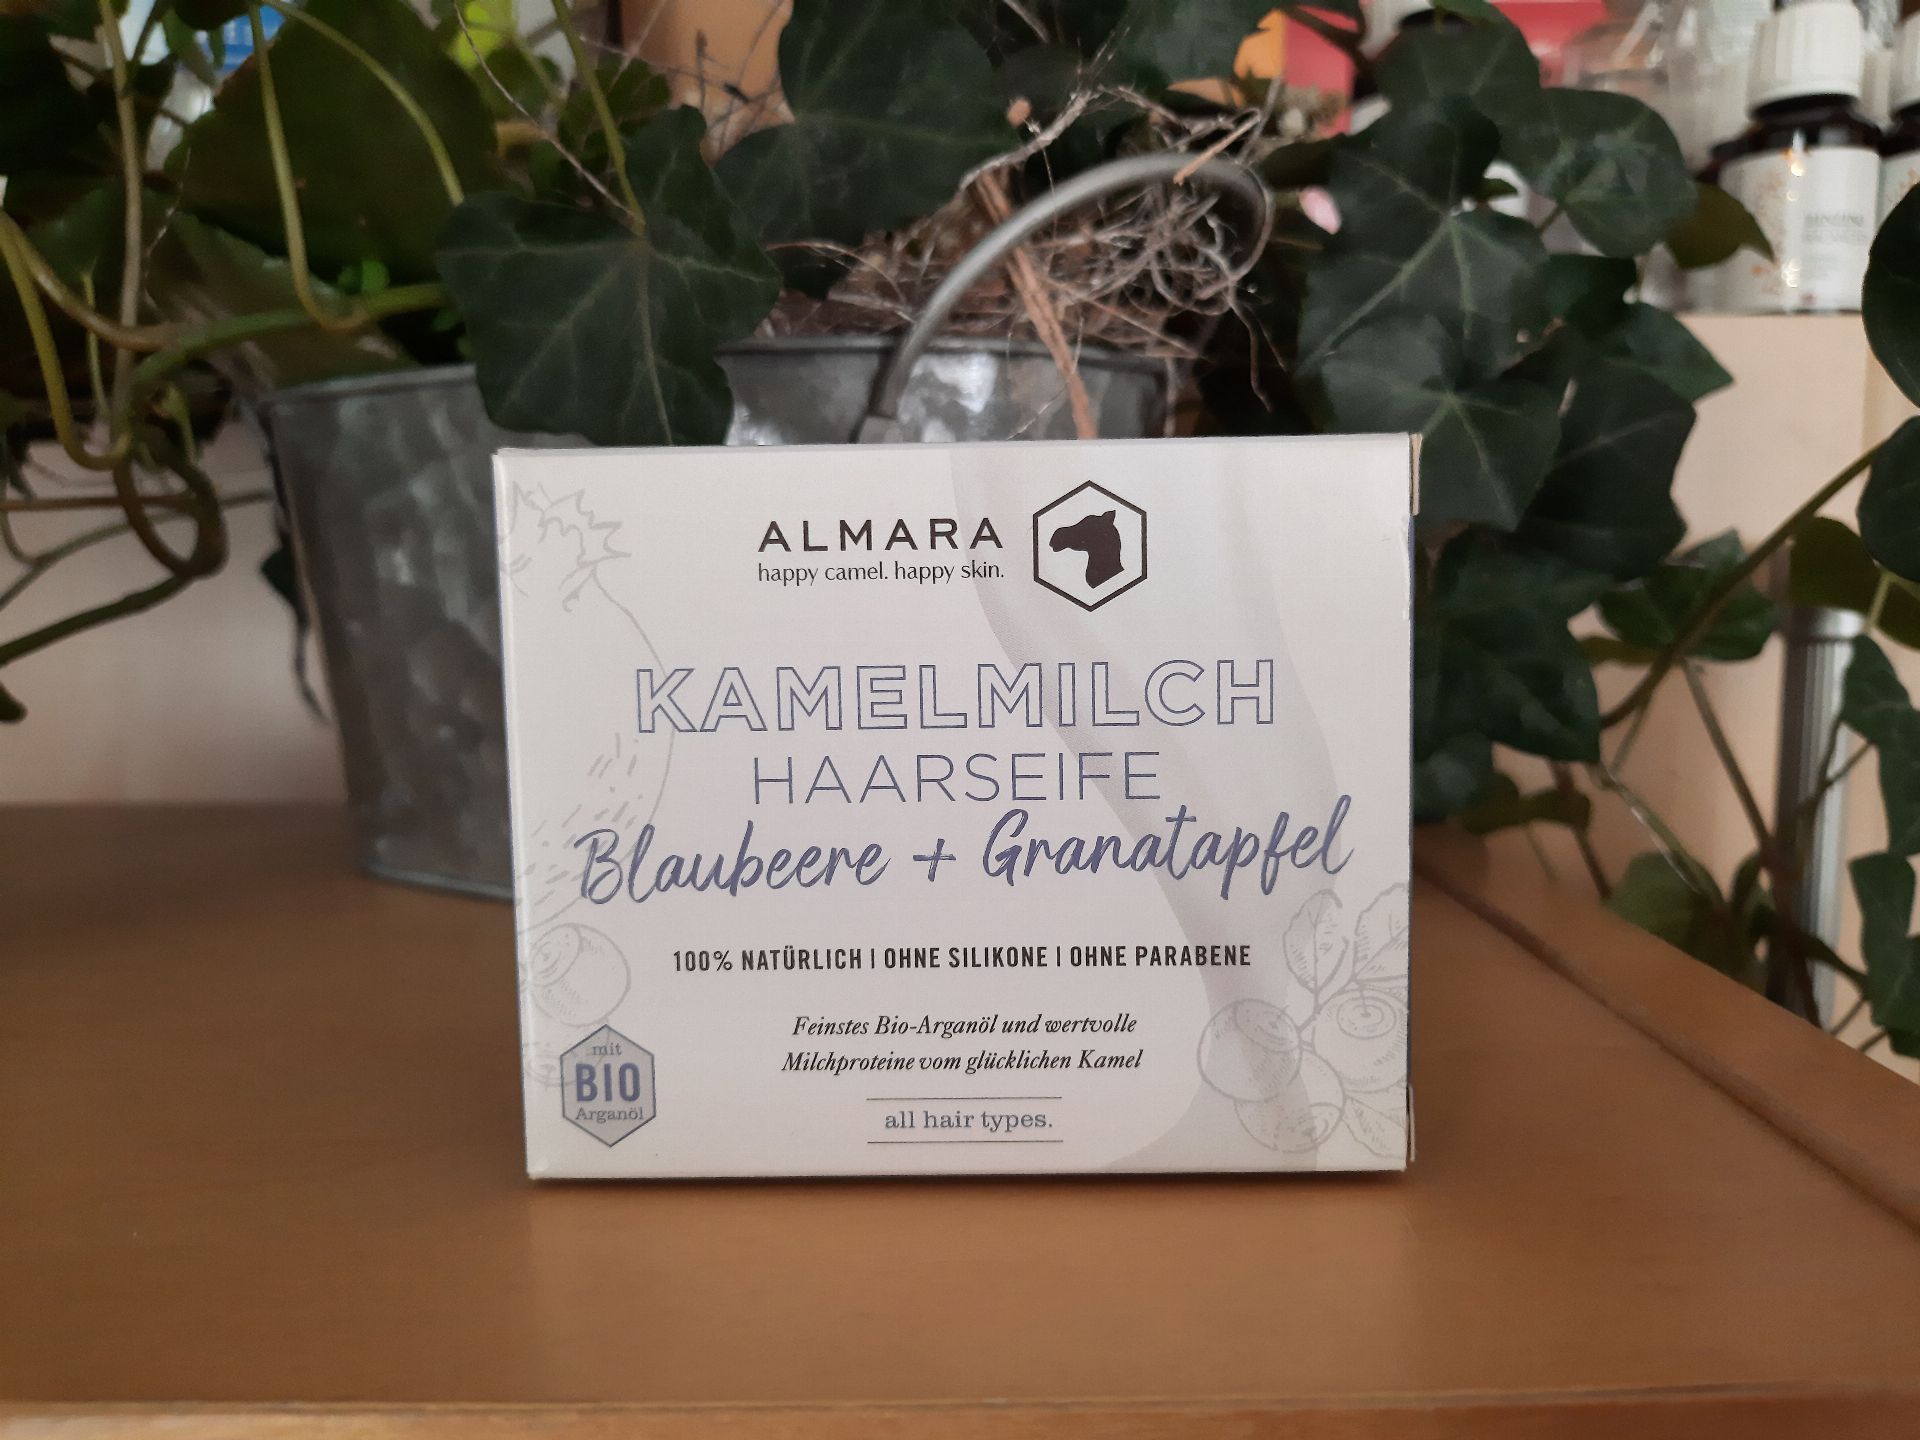 ALMARA
happy camel. happy skin.
KAMELMILCH
HAARSEIFE
Blaubeere + Granatapfel
100% NATÜRLICH | OHNE SILIKONE | OHNE PARABENE
Feinstes Bio-Arganöl und wertvolle
Milchproteine vom glücklichen Kamel
mit
BIO
Arganöl
all hair types.